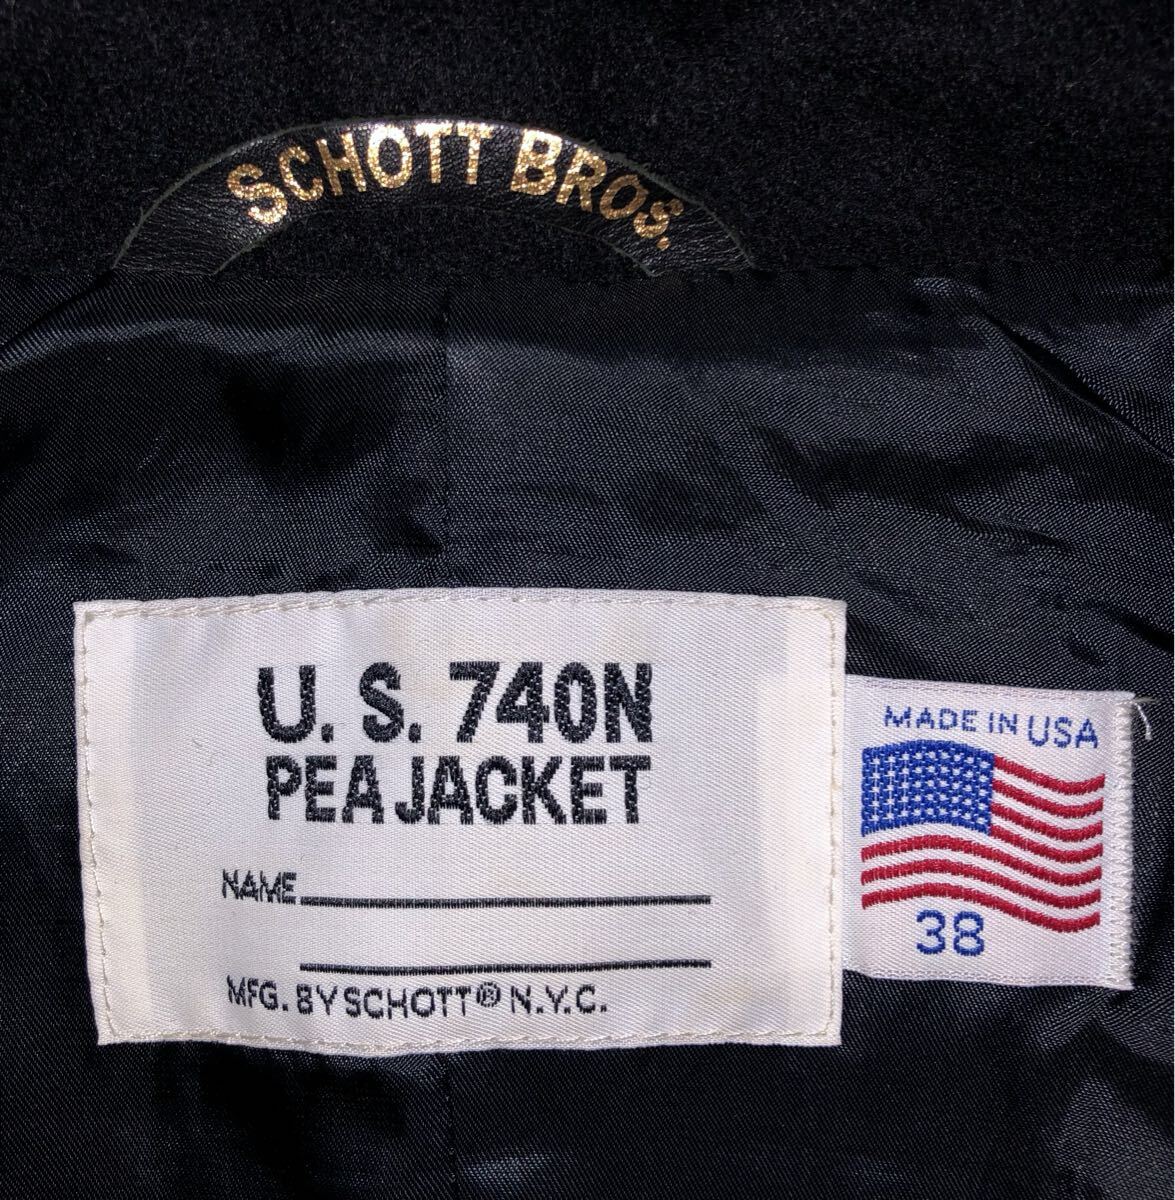 SCHOTT BROS.
U. S. 740N
PEA JACKET
NAME
MFG. BY SCHOTT® N.Y.C.
MADE IN USA
38